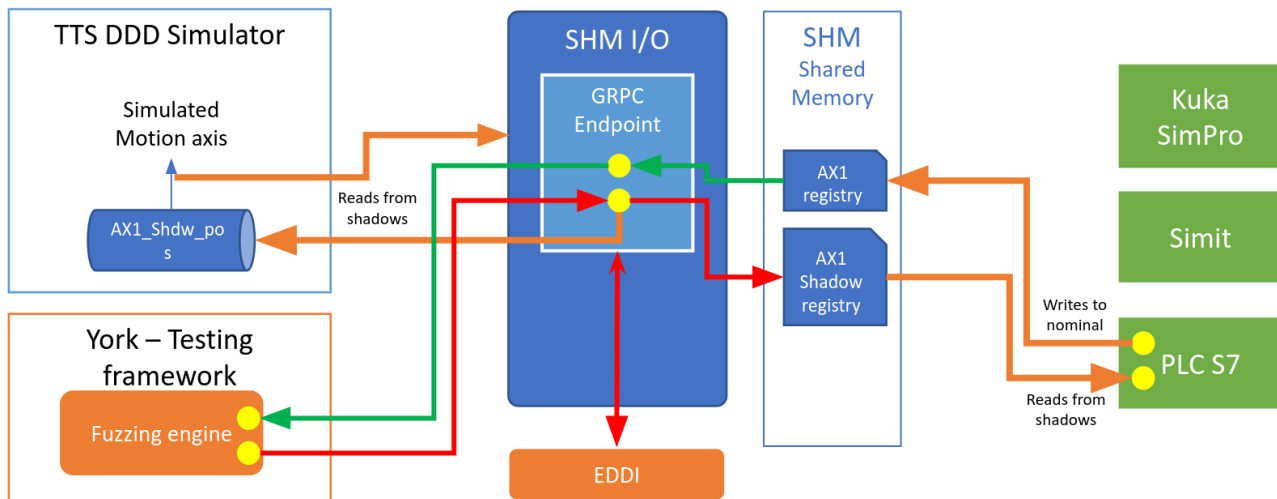 TTS DDD Simulator
Simulated
Motion axis
AX1_Shdw_po
s
Reads from
shadows
York – Testing
framework
Fuzzing engine
SHM I/O
GRPC
Endpoint
EDDI
SHM
Shared
Memory
AX1
registry
AX1
Shadow
registry
Writes to
nominal
Reads from
shadows
Kuka
SimPro
Simit
PLC S7